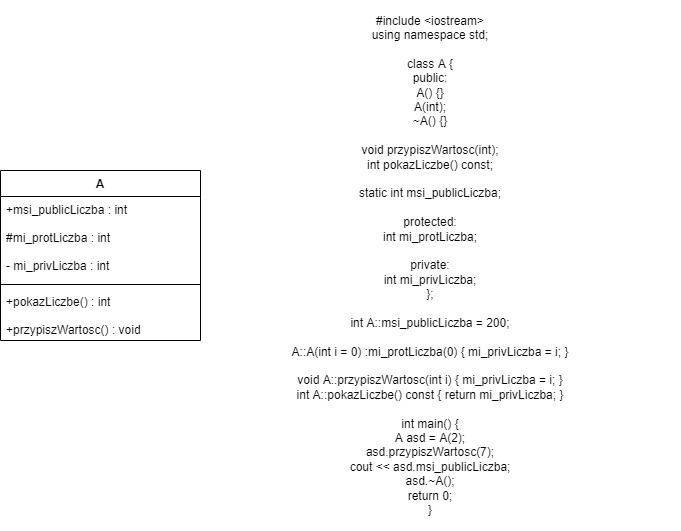 A
+msi_publicLiczba : int
#mi_protLiczba : int
- mi_privLiczba : int
+pokazLiczbe() : int
+przypiszWartosc() : void
#include <iostream>
using namespace std;
class A {
public:
A() {}
A(int);
~A() {}
void przypiszWartosc(int);
int pokazLiczbe() const;
static int msi_publicLiczba;
protected:
int mi_protLiczba;
private:
int mi_privLiczba;
};
int A::msi_publicLiczba = 200;
A::A(int i = 0) :mi_protLiczba(0) { mi_privLiczba = i; }
void A::przypiszWartosc(int i) { mi_privLiczba = i; }
int A::pokazLiczbe() const { return mi_privLiczba; }
int main() {
A asd = A(2);
asd.przypiszWartosc(7);
cout << asd.msi_publicLiczba;
asd.~A();
return 0;
}